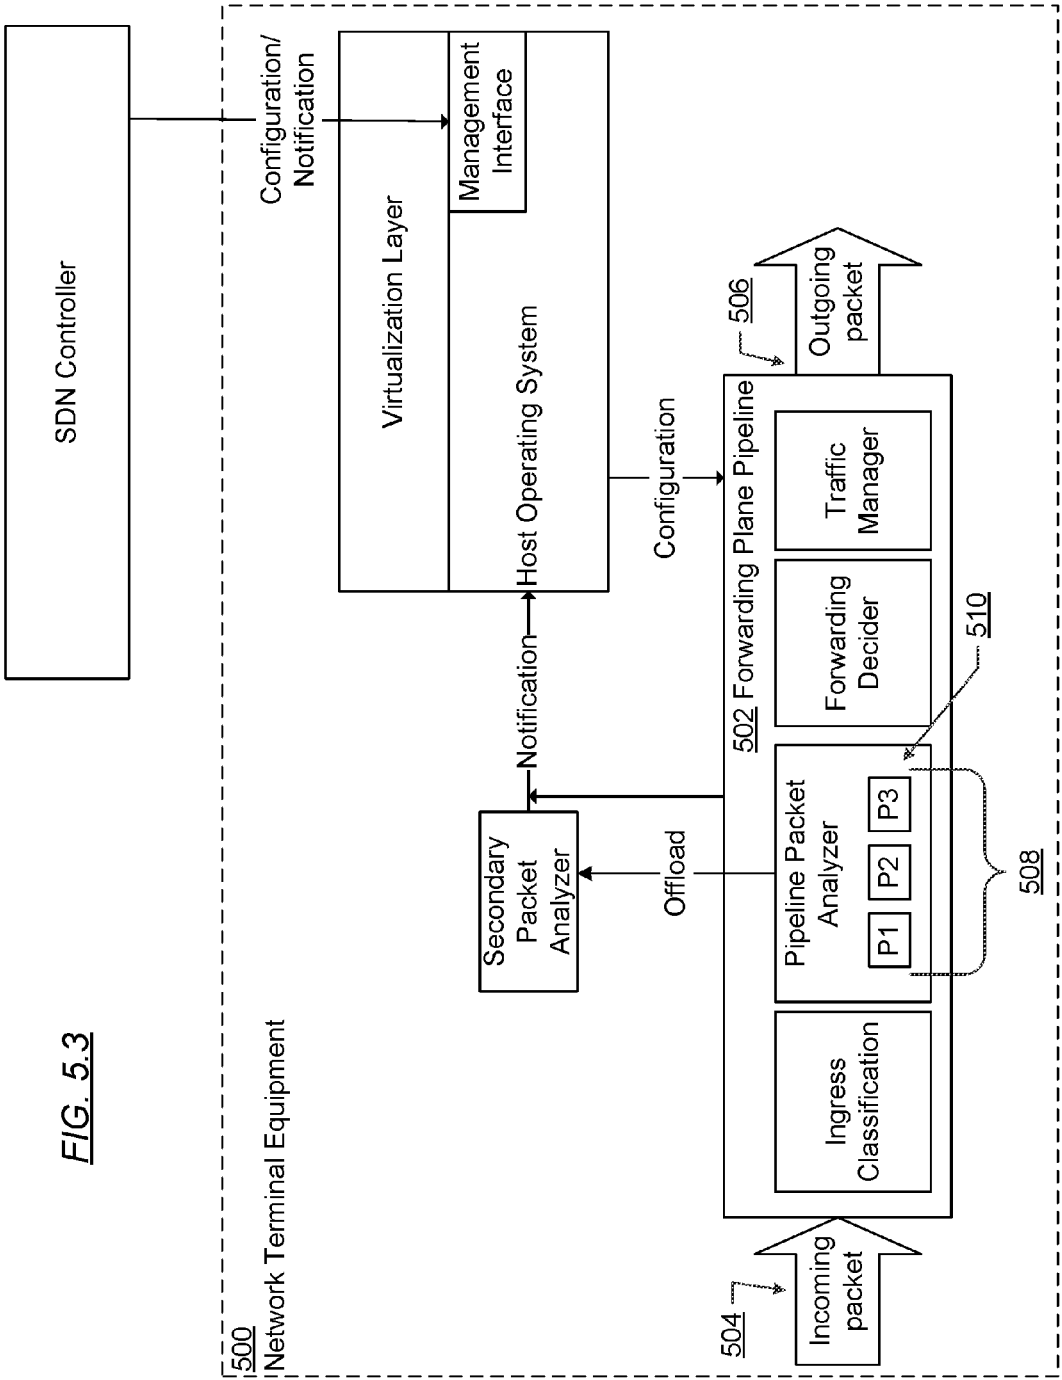 SDN Controller
FIG. 5.3
500
Network Terminal Equipment
Configuration/
Notification
Virtualization Layer
Management
Interface
Host Operating System
Notification
Secondary
Packet
Analyzer
Offload
Configuration
502 Forwarding Plane Pipeline
504
Incoming
packet
Ingress
Classification
Pipeline Packet
Analyzer
P1
P2
P3
508
510
Forwarding
Decider
Traffic
Manager
506
Outgoing
packet